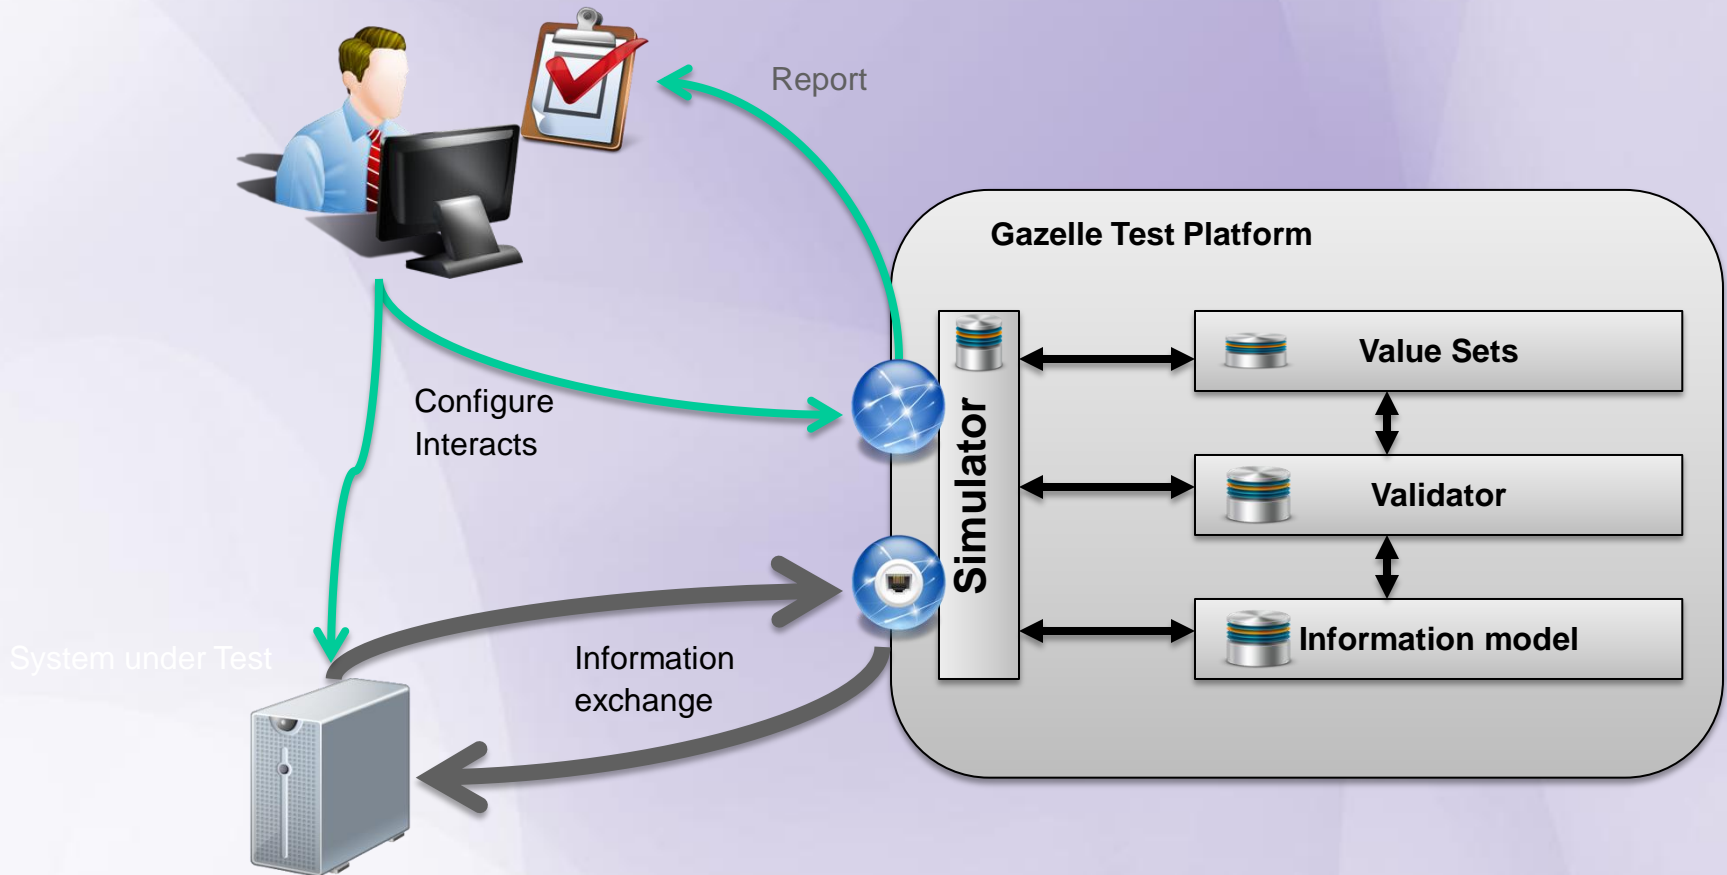 Report
Gazelle Test Platform
Value Sets
Configure
Interacts
Simulator
Validator
System under Test
Information
exchange
Information model